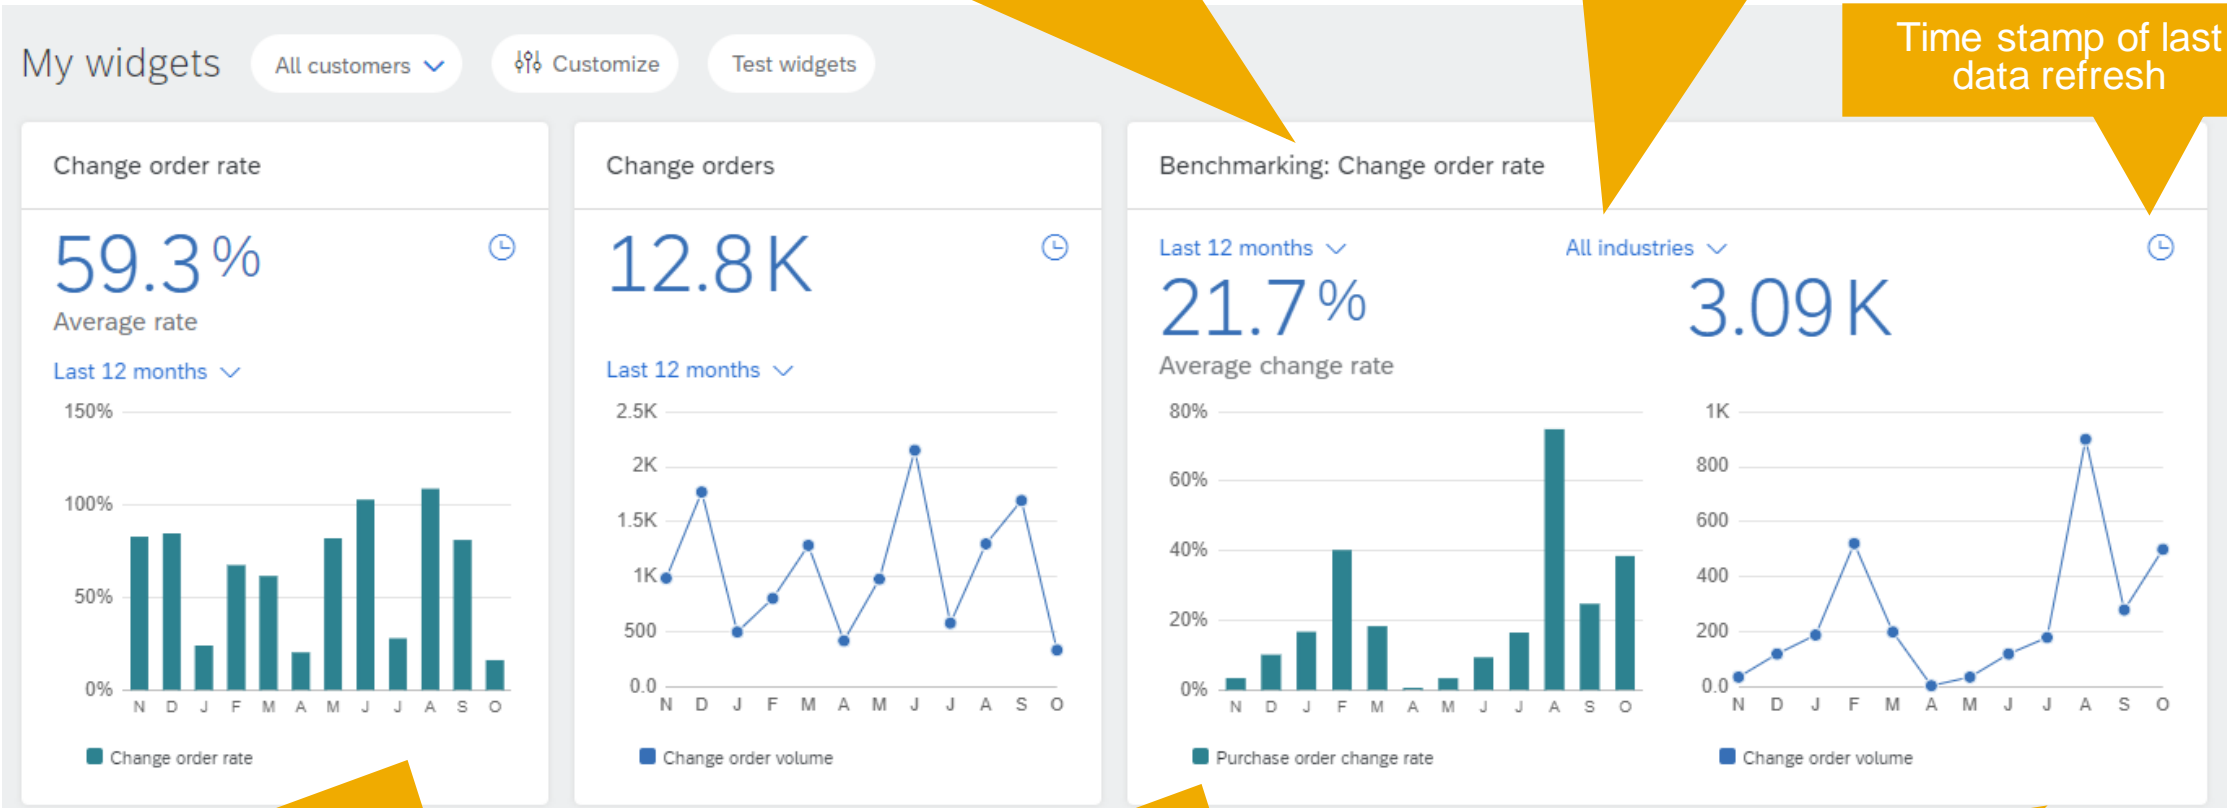 Time stamp of last
data refresh
My widgets
All customers
Customize
Test widgets
Change order rate
59.3%
Average rate
Last 12 months
150%
100%
50%
0%
N D J F M A M J J A S O
Change order rate
Change orders
12.8K
Last 12 months
2.5K
2K
1.5K
1K
500
0.0
N D J F M A M J J A S O
Change order volume
Benchmarking: Change order rate
Last 12 months
All industries
21.7%
3.09K
Average change rate
80%
60%
40%
20%
0%
N D J F M A M J J A S O
Purchase order change rate
1K
800
600
400
200
0.0
N D J F M A M J J A S O
Change order volume